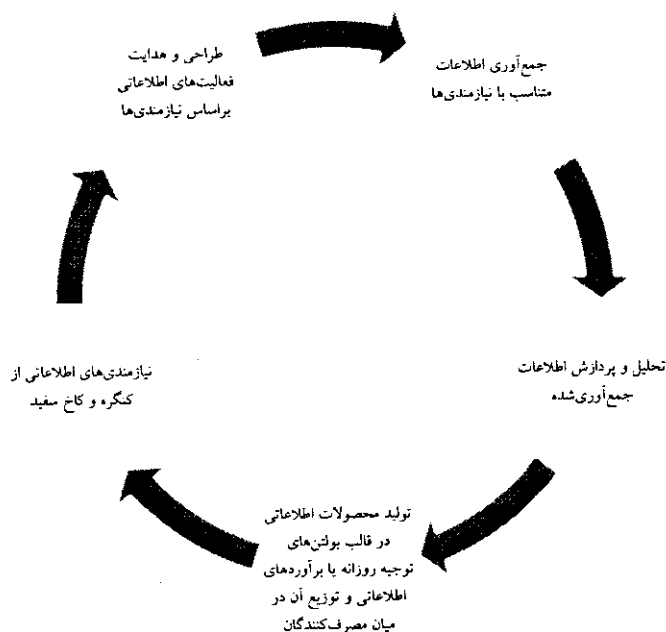 طراحی و هدایت
فعالیت‌های اطلاعاتی
براساس نیازمندی‌ها
جمع‌آوری اطلاعات
متناسب با نیازمندی‌ها
تحلیل و پردازش اطلاعات
جمع‌آوری‌شده
تولید محصولات اطلاعاتی
در قالب بولتن‌های
توجیه روزانه یا برآوردهای
اطلاعاتی و توزیع آن در
میان مصرف‌کنندگان
نیازمندی‌های اطلاعاتی از
کنگره و کاخ سفید